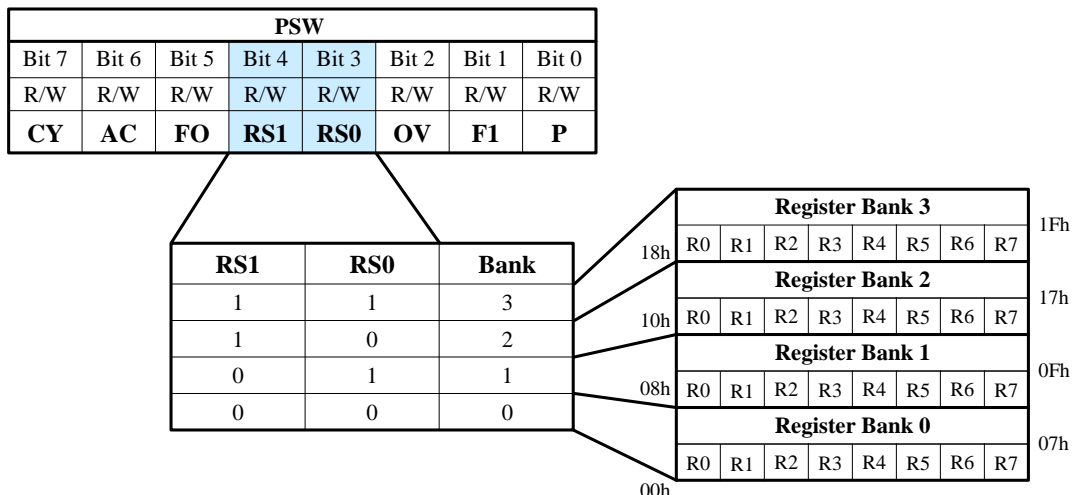 PSW
Bit 7 Bit 6 Bit 5 Bit 4 Bit 3 Bit 2 Bit 1 Bit 0
R/W R/W R/W R/W R/W R/W R/W R/W
CY AC FO RS1 RS0 OV F1 P
RS1 RS0 Bank
1 1 3
1 0 2
0 1 1
0 0 0
Register Bank 3
1Fh
18h R0 R1 R2 R3 R4 R5 R6 R7
Register Bank 2
17h
10h R0 R1 R2 R3 R4 R5 R6 R7
Register Bank 1
0Fh
08h R0 R1 R2 R3 R4 R5 R6 R7
Register Bank 0
07h
R0 R1 R2 R3 R4 R5 R6 R7
00h